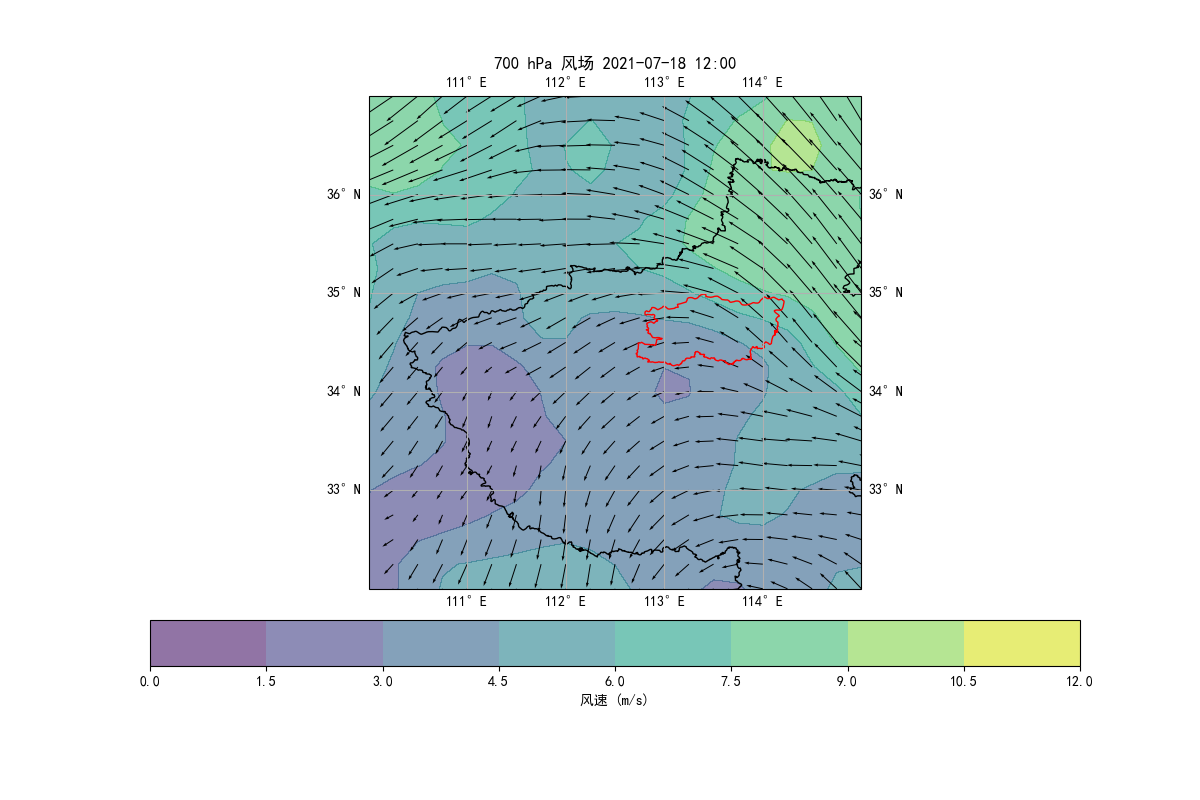 700 hPa 风场 2021-07-18 12:00
111° E 112° E 113° E 114° E
36° N 36° N
35° N 35° N
34° N 34° N
33° N 33° N
111° E 112° E 113° E 114° E
0.0 1.5 3.0 4.5 6.0 7.5 9.0 10.5 12.0
风速 (m/s)